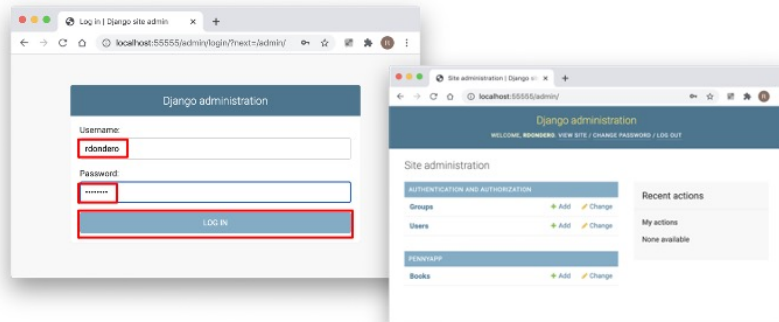 Log in | Django site admin
localhost:55555/admin/login/?next=/admin/
Django administration
Username:
rdondero
Password:
········
LOG IN
Site administration | Django si
localhost:55555/admin/
Django administration
WELCOME, RDONDERO. VIEW SITE / CHANGE PASSWORD / LOG OUT
Site administration
AUTHENTICATION AND AUTHORIZATION
Groups + Add Change
Users + Add Change
PENNYAPP
Books + Add Change
Recent actions
My actions
None available